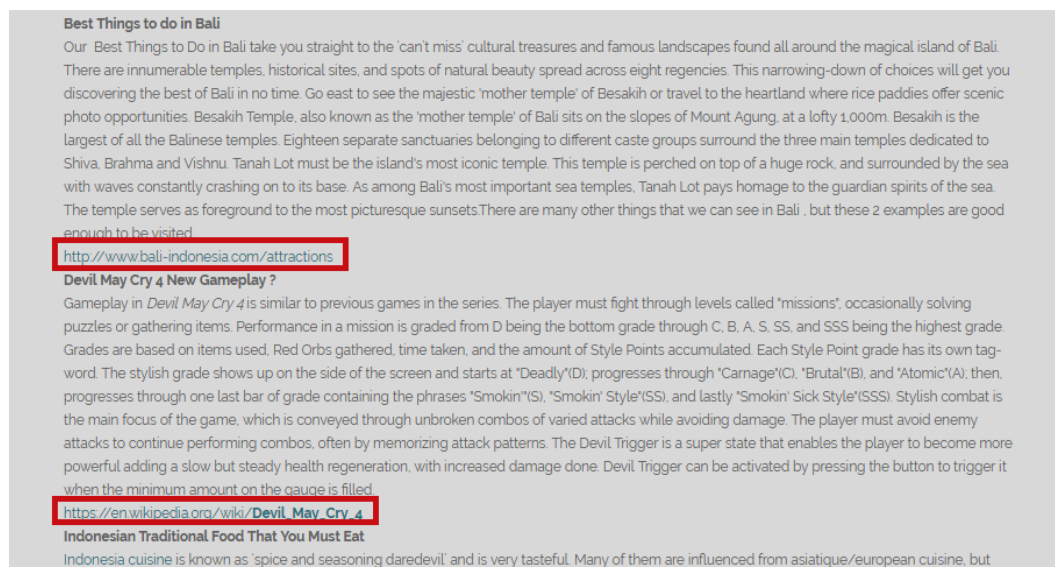 Best Things to do in Bali
Our Best Things to Do in Bali take you straight to the 'can't miss' cultural treasures and famous landscapes found all around the magical island of Bali.
There are innumerable temples, historical sites, and spots of natural beauty spread across eight regencies. This narrowing-down of choices will get you
discovering the best of Bali in no time. Go east to see the majestic 'mother temple' of Besakih or travel to the heartland where rice paddies offer scenic
photo opportunities. Besakih Temple, also known as the 'mother temple' of Bali sits on the slopes of Mount Agung, at a lofty 1,000m. Besakih is the
largest of all the Balinese temples. Eighteen separate sanctuaries belonging to different caste groups surround the three main temples dedicated to
Shiva, Brahma and Vishnu. Tanah Lot must be the island's most iconic temple. This temple is perched on top of a huge rock, and surrounded by the sea
with waves constantly crashing on to its base. As among Bali's most important sea temples, Tanah Lot pays homage to the guardian spirits of the sea.
The temple serves as foreground to the most picturesque sunsets.There are many other things that we can see in Bali , but these 2 examples are good
enough to be visited
http://www.bali-indonesia.com/attractions
Devil May Cry 4 New Gameplay ?
Gameplay in Devil May Cry 4 is similar to previous games in the series. The player must fight through levels called "missions", occasionally solving
puzzles or gathering items. Performance in a mission is graded from D being the bottom grade through C, B, A, S, SS, and SSS being the highest grade.
Grades are based on items used, Red Orbs gathered, time taken, and the amount of Style Points accumulated. Each Style Point grade has its own tag-
word. The stylish grade shows up on the side of the screen and starts at "Deadly"(D); progresses through "Carnage"(C), "Brutal"(B), and "Atomic"(A); then,
progresses through one last bar of grade containing the phrases "Smokin'"(S), "Smokin' Style"(SS), and lastly "Smokin' Sick Style"(SSS). Stylish combat is
the main focus of the game, which is conveyed through unbroken combos of varied attacks while avoiding damage. The player must avoid enemy
attacks to continue performing combos, often by memorizing attack patterns. The Devil Trigger is a super state that enables the player to become more
powerful adding a slow but steady health regeneration, with increased damage done. Devil Trigger can be activated by pressing the button to trigger it
when the minimum amount on the gauge is filled.
https://en.wikipedia.org/wiki/Devil_May_Cry_4
Indonesian Traditional Food That You Must Eat
Indonesia cuisine is known as 'spice and seasoning daredevil' and is very tasteful. Many of them are influenced from asiatique/european cuisine, but